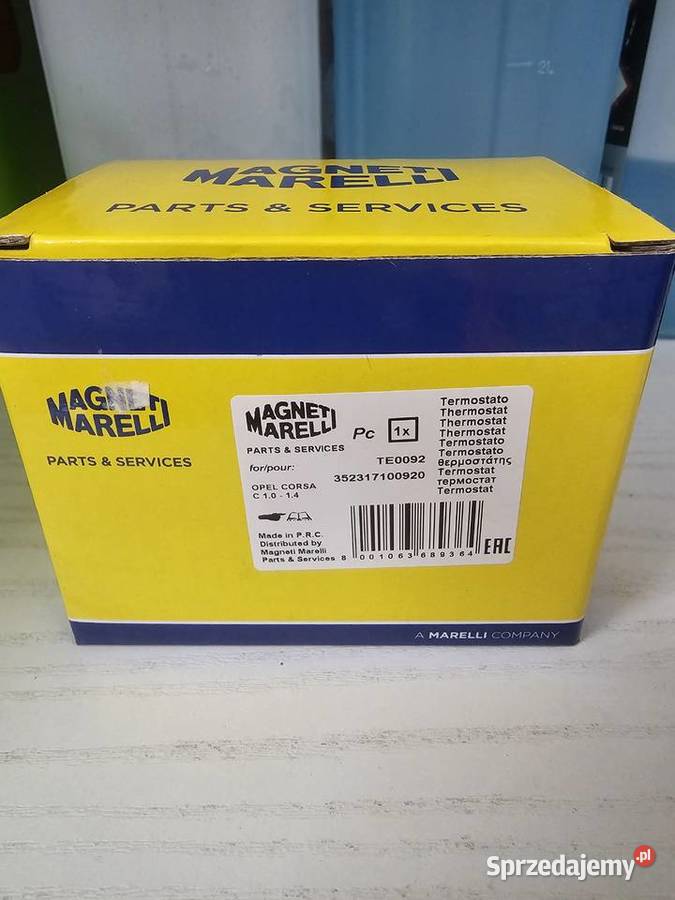 MAGNETI
MARELLI
PARTS & SERVICES
MAGNETI
MARELLI
PARTS & SERVICES
MAGNETI
MARELLI
PARTS & SERVICES
Pc 1x
for/pour:
TE0092
352317100920
OPEL CORSA
C 1.0 - 1.4
Termostato
Thermostat
Thermostat
Thermostat
Termostato
Termostato
θερμοστάτης
Termostat
термостат
Termostat
Made in P.R.C.
Distributed by
Magneti Marelli
Parts & Services
8 001063 689364
EAC
A MARELLI COMPANY
Sprzedajemy.pl